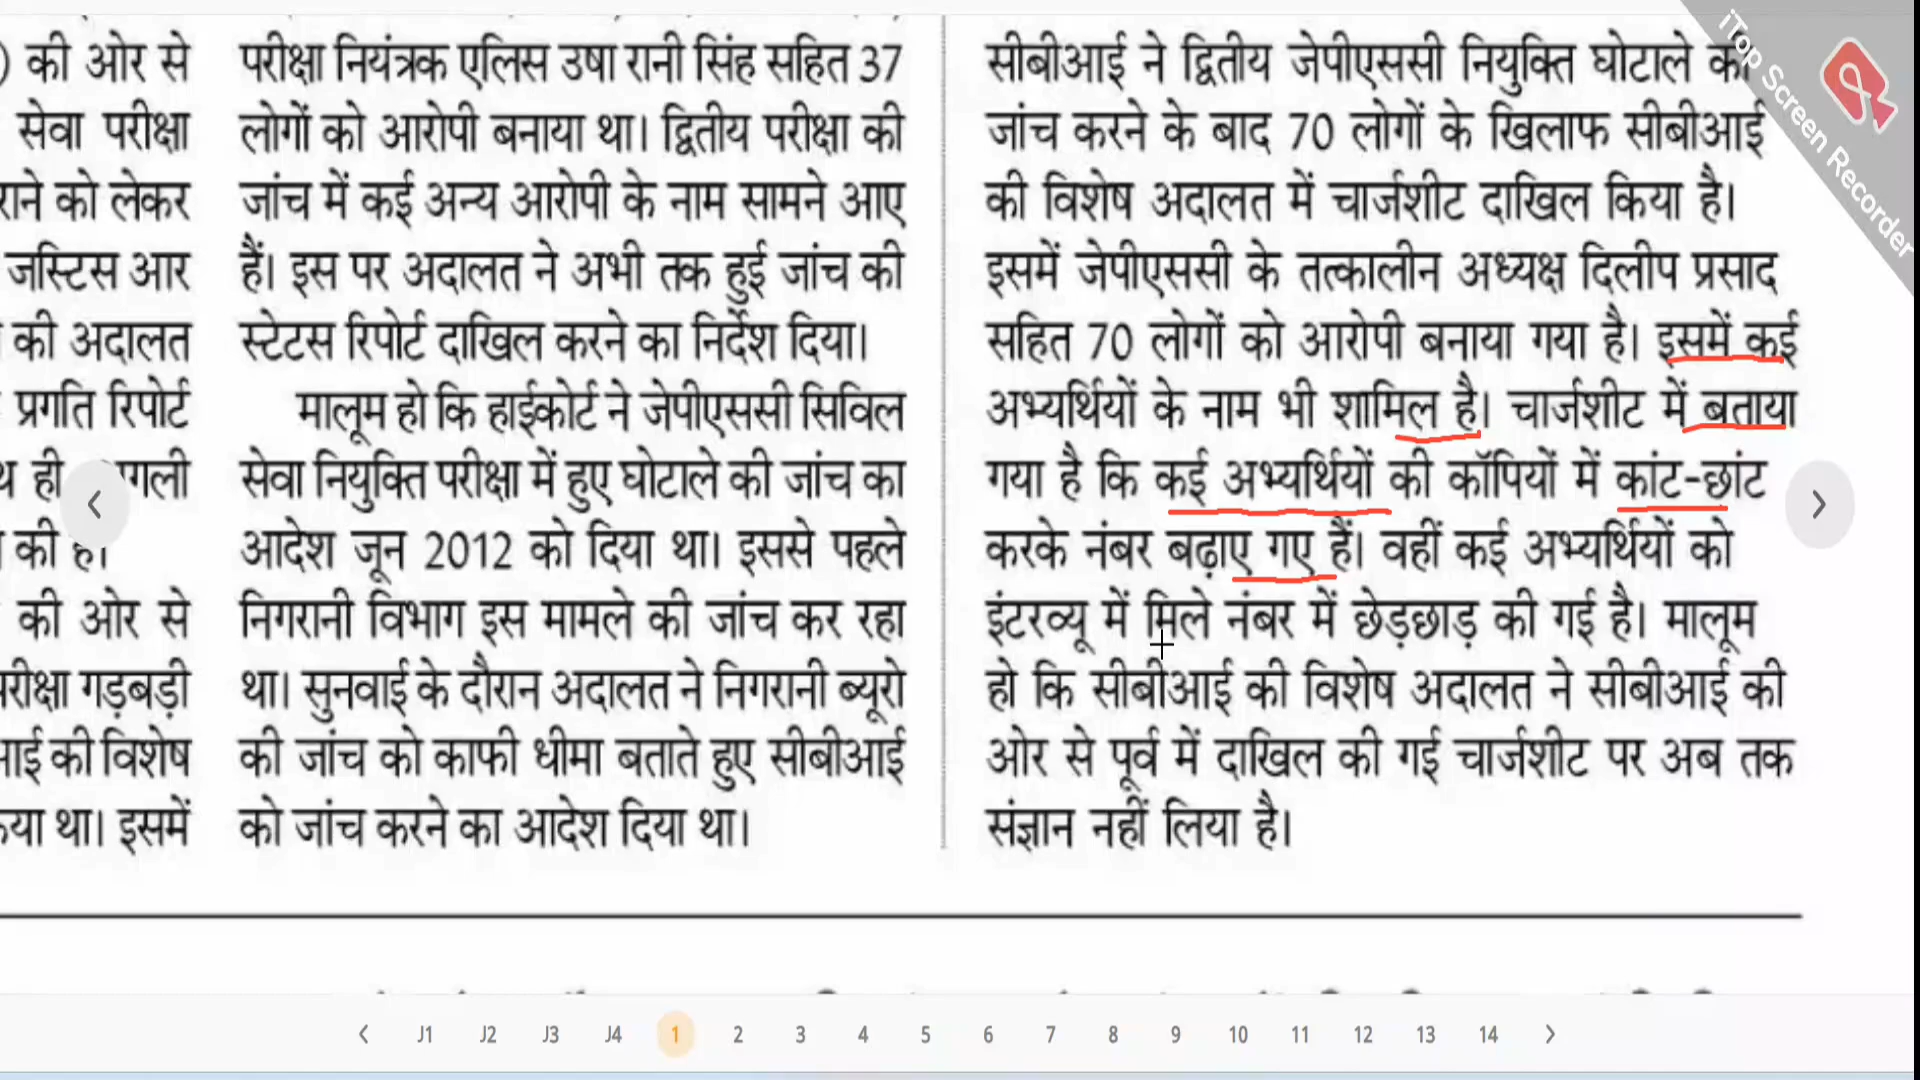 ) की ओर से
सेवा परीक्षा
को लेकर
जस्टिस आर
की अदालत
प्रगति रिपोर्ट
ही
की है।
की ओर से
गड़बड़ी
की विशेष
था। इसमें
परीक्षा नियंत्रक एलिस उषा रानी सिंह सहित 37
लोगों को आरोपी बनाया था। द्वितीय परीक्षा की
जांच में कई अन्य आरोपी के नाम सामने आए
हैं। इस पर अदालत ने अभी तक हुई जांच की
स्टेटस रिपोर्ट दाखिल करने का निर्देश दिया।
मालूम हो कि हाईकोर्ट ने जेपीएससी सिविल
सेवा नियुक्ति परीक्षा में हुए घोटाले की जांच का
आदेश जून 2012 को दिया था। इससे पहले
निगरानी विभाग इस मामले की जांच कर रहा
था। सुनवाई के दौरान अदालत ने निगरानी ब्यूरो
की जांच को काफी धीमा बताते हुए सीबीआई
को जांच करने का आदेश दिया था।
सीबीआई ने द्वितीय जेपीएससी नियुक्ति घोटाले की
जांच करने के बाद 70 लोगों के खिलाफ सीबीआई
की विशेष अदालत में चार्जशीट दाखिल किया है।
इसमें जेपीएससी के तत्कालीन अध्यक्ष दिलीप प्रसाद
सहित 70 लोगों को आरोपी बनाया गया है। इसमें कई
अभ्यर्थियों के नाम भी शामिल है। चार्जशीट में बताया
गया है कि कई अभ्यर्थियों की कॉपियों में कांट-छांट
करके नंबर बढ़ाए गए हैं। वहीं कई अभ्यर्थियों को
इंटरव्यू में मिले नंबर में छेड़छाड़ की गई है। मालूम
हो कि सीबीआई की विशेष अदालत ने सीबीआई की
ओर से पूर्व में दाखिल की गई चार्जशीट पर अब तक
संज्ञान नहीं लिया है।
iTop Screen Recorder
J1 J2 J3 J4 1 2 3 4 5 6 7 8 9 10 11 12 13 14